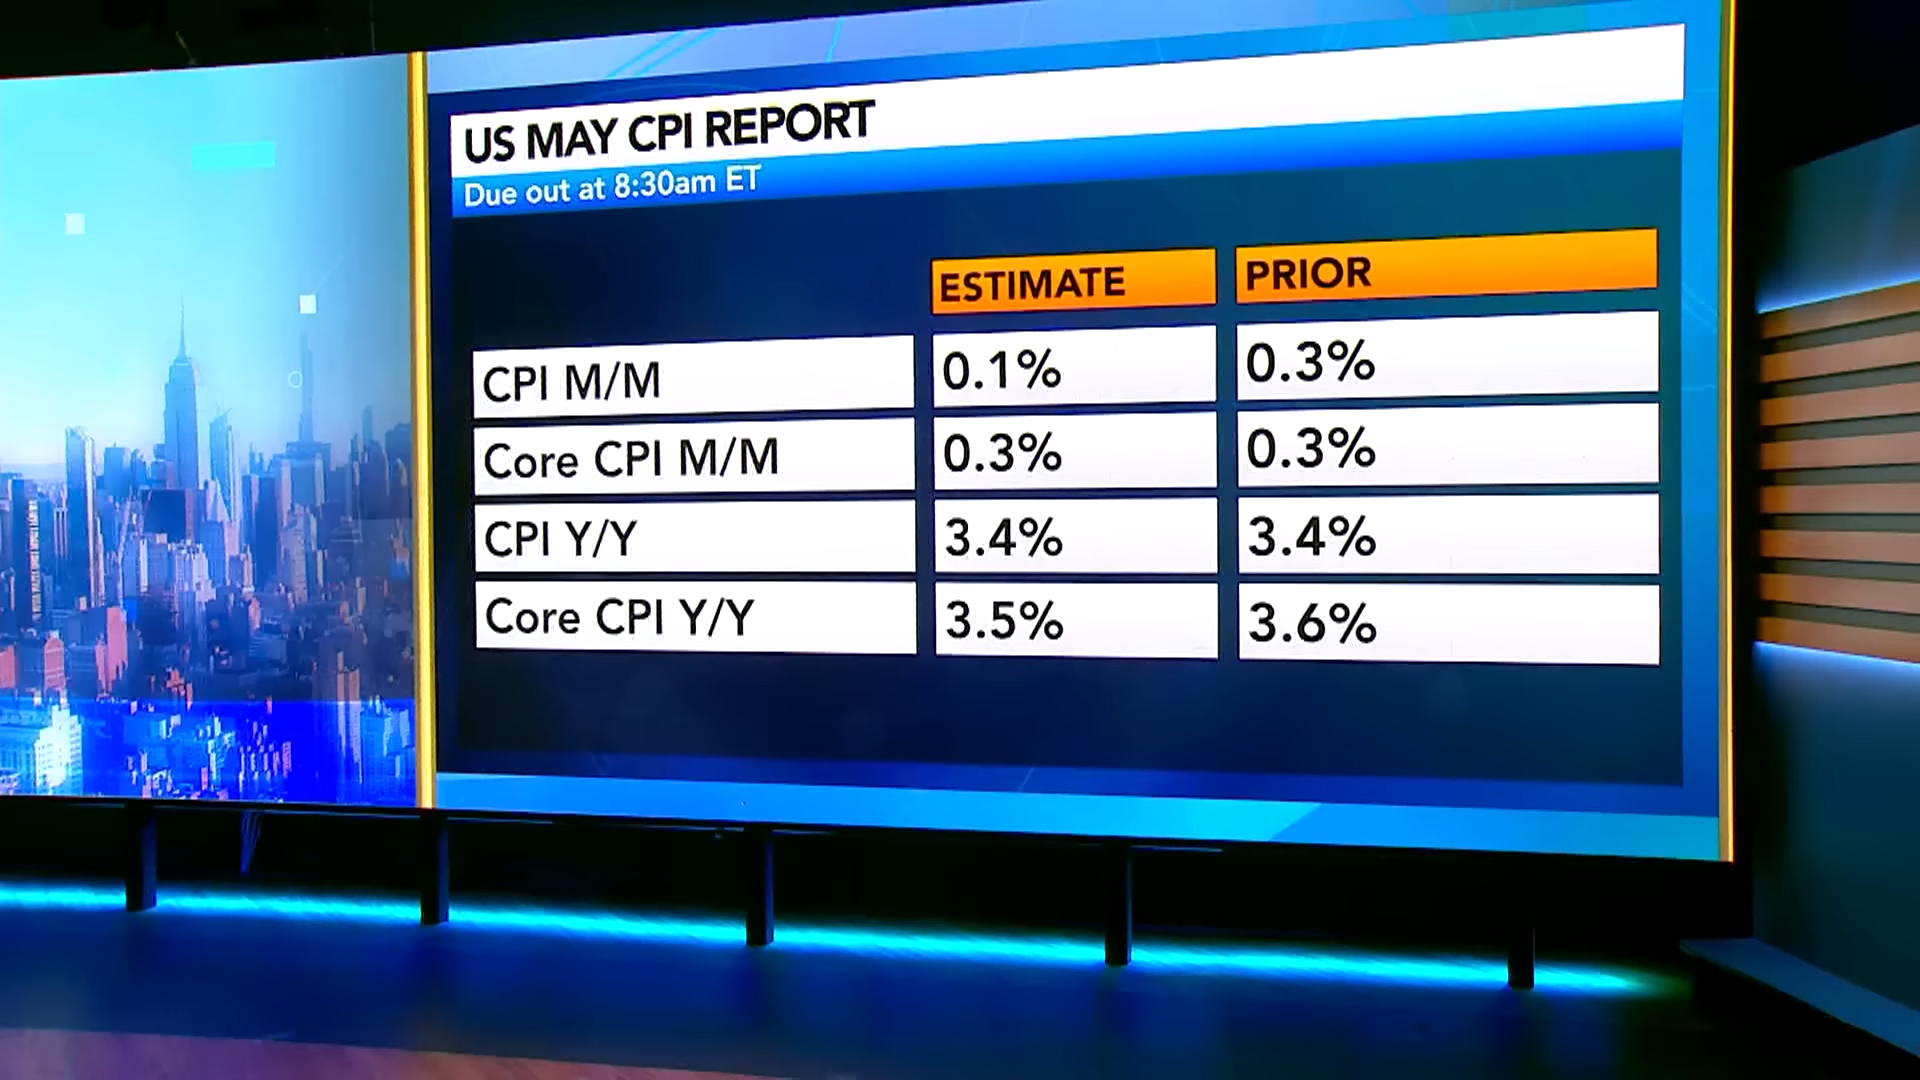 US MAY CPI REPORT
Due out at 8:30am ET
ESTIMATE PRIOR
CPI M/M 0.1% 0.3%
Core CPI M/M 0.3% 0.3%
CPI Y/Y 3.4% 3.4%
Core CPI Y/Y 3.5% 3.6%